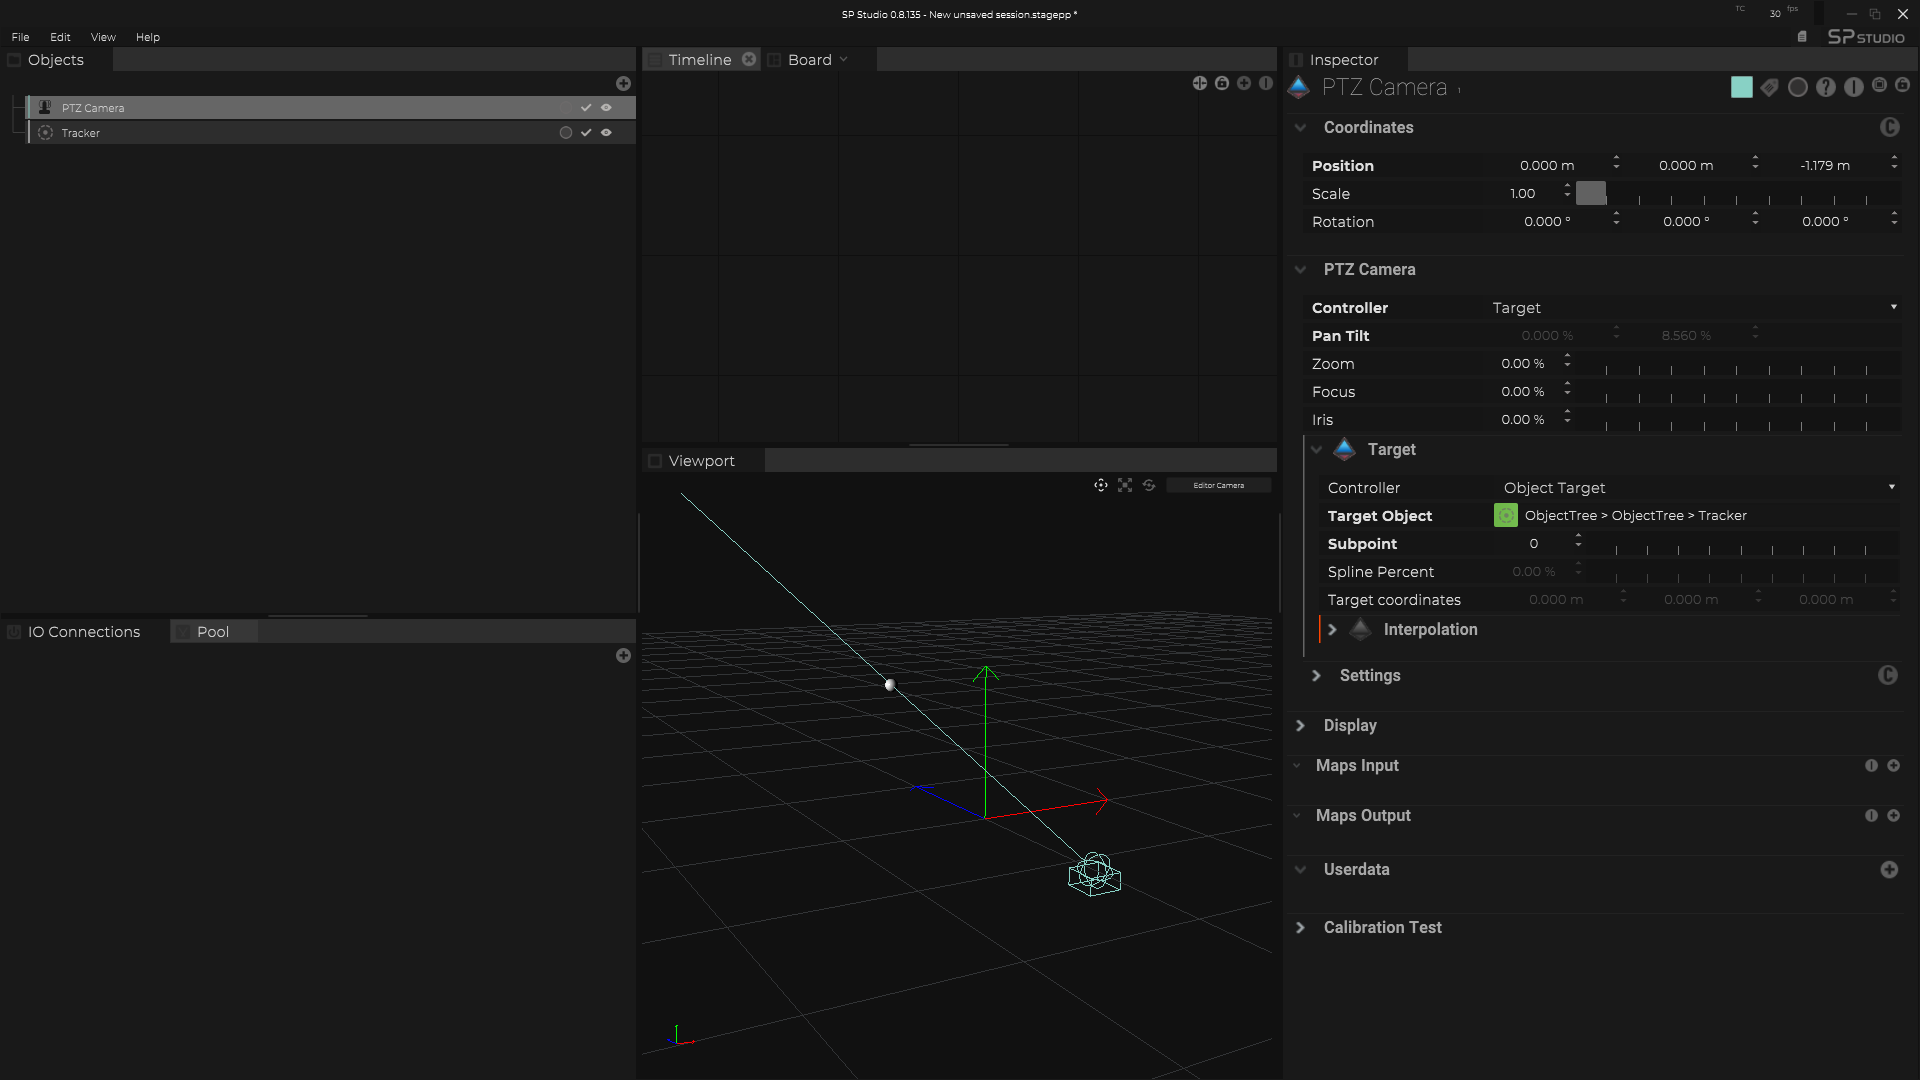 SP Studio 0.8.135 - New unsaved session.stagepp *
TC
30 fps
File Edit View Help
SP STUDIO
Objects
PTZ Camera
Tracker
Timeline Board
Viewport
Editor Camera
IO Connections Pool
Inspector
PTZ Camera 1
Coordinates
Position 0.000 m 0.000 m -1.179 m
Scale 1.00
Rotation 0.000 ° 0.000 ° 0.000 °
PTZ Camera
Controller Target
Pan Tilt 0.000 % 8.560 %
Zoom 0.00 %
Focus 0.00 %
Iris 0.00 %
Target
Controller Object Target
Target Object ObjectTree > ObjectTree > Tracker
Subpoint 0
Spline Percent 0.00 %
Target coordinates 0.000 m 0.000 m 0.000 m
Interpolation
Settings
Display
Maps Input
Maps Output
Userdata
Calibration Test